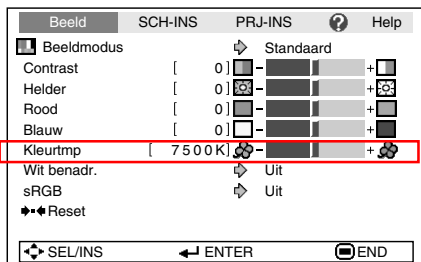 Beeld SCH-INS PRJ-INS ? Help
Beeldmodus Standaard
Contrast [ 0] - +
Helder [ 0] - +
Rood [ 0] - +
Blauw [ 0] - +
Kleurtmp [ 7500K] - +
Wit benadr. Uit
sRGB Uit
Reset
SEL/INS ENTER END